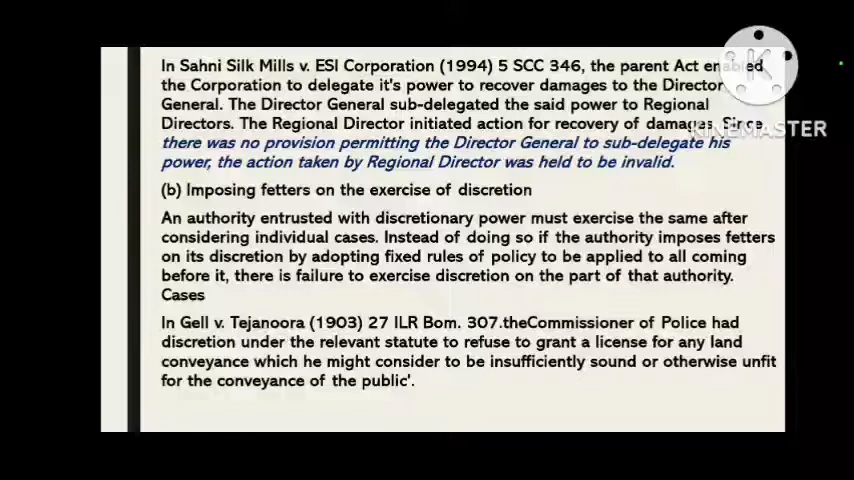 In Sahni Silk Mills v. ESI Corporation (1994) 5 SCC 346, the parent Act enabled
the Corporation to delegate it's power to recover damages to the Director
General. The Director General sub-delegated the said power to Regional
Directors. The Regional Director initiated action for recovery of damages. Since
there was no provision permitting the Director General to sub-delegate his
power, the action taken by Regional Director was held to be invalid.
(b) Imposing fetters on the exercise of discretion
An authority entrusted with discretionary power must exercise the same after
considering individual cases. Instead of doing so if the authority imposes fetters
on its discretion by adopting fixed rules of policy to be applied to all coming
before it, there is failure to exercise discretion on the part of that authority.
Cases
In Gell v. Tejanoora (1903) 27 ILR Bom. 307.theCommissioner of Police had
discretion under the relevant statute to refuse to grant a license for any land
conveyance which he might consider to be insufficiently sound or otherwise unfit
for the conveyance of the public'.
K
KINEMASTER